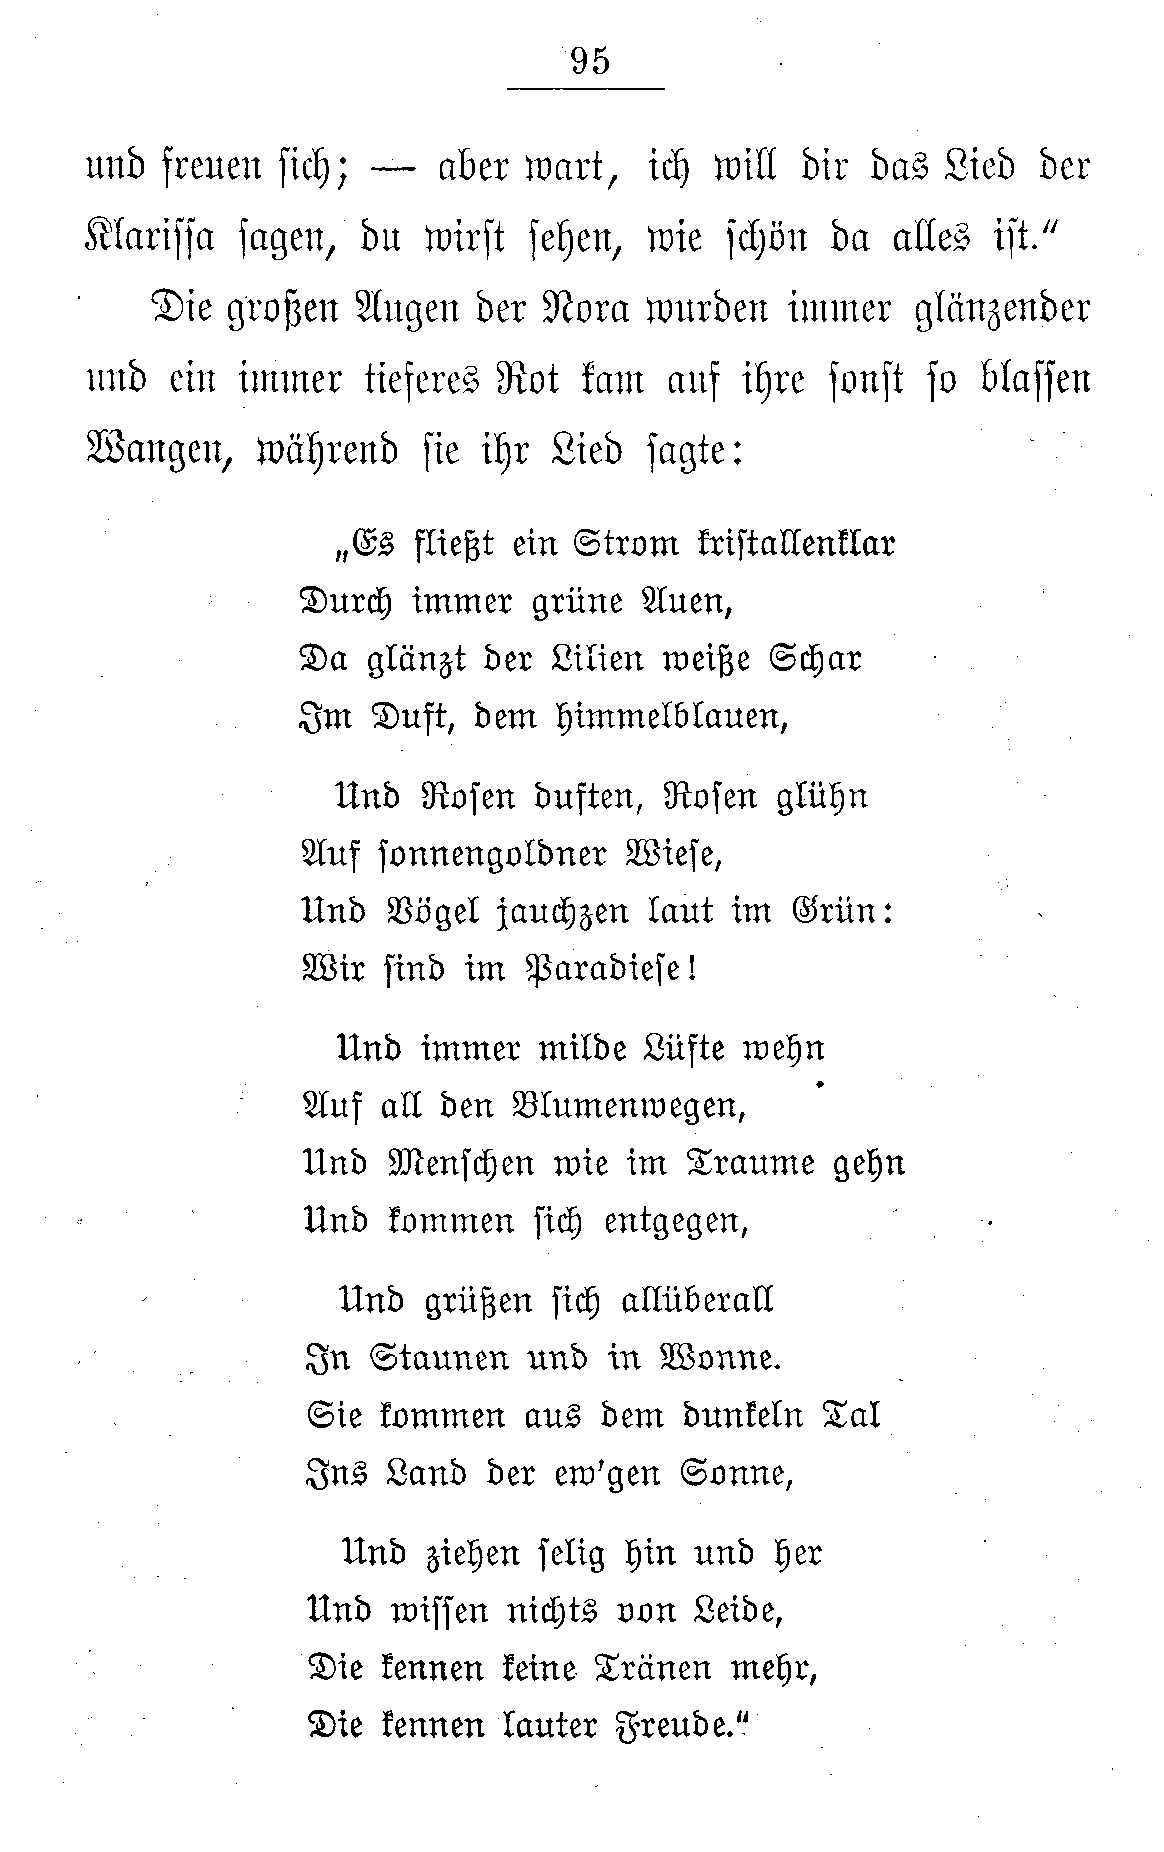 95
und freuen sich; — aber wart, ich will dir das Lied der
Klarissa sagen, du wirst sehen, wie schön da alles ist."
Die großen Augen der Nora wurden immer glänzender
und ein immer tieferes Rot kam auf ihre sonst so blassen
Wangen, während sie ihr Lied sagte:
„Es fließt ein Strom kristallenklar
Durch immer grüne Auen,
Da glänzt der Lilien weiße Schar
Im Duft, dem himmelblauen,
Und Rosen duften, Rosen glühn
Auf sonnengoldner Wiese,
Und Vögel jauchzen laut im Grün:
Wir sind im Paradiese!
Und immer milde Lüfte wehn
Auf all den Blumenwegen,
Und Menschen wie im Traume gehn
Und kommen sich entgegen,
Und grüßen sich allüberall
In Staunen und in Wonne.
Sie kommen aus dem dunkeln Tal
Ins Land der ew'gen Sonne,
Und ziehen selig hin und her
Und wissen nichts von Leide,
Die kennen keine Tränen mehr,
Die kennen lauter Freude."